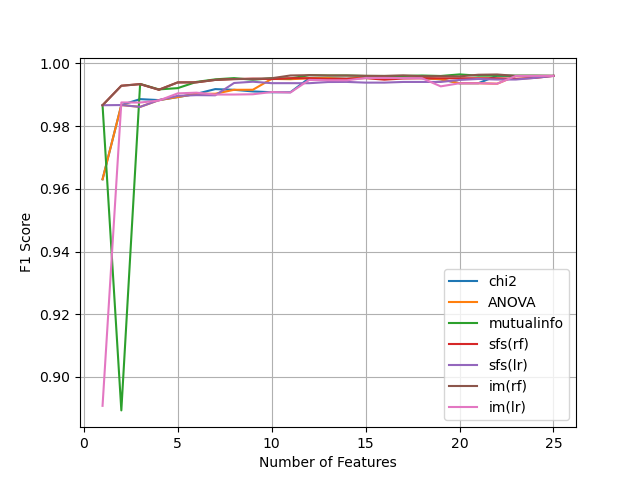 1.00
0.98
0.96
0.94
0.92
0.90
F1 Score
chi2
ANOVA
mutualinfo
sfs(rf)
sfs(lr)
im(rf)
im(lr)
0 5 10 15 20 25
Number of Features